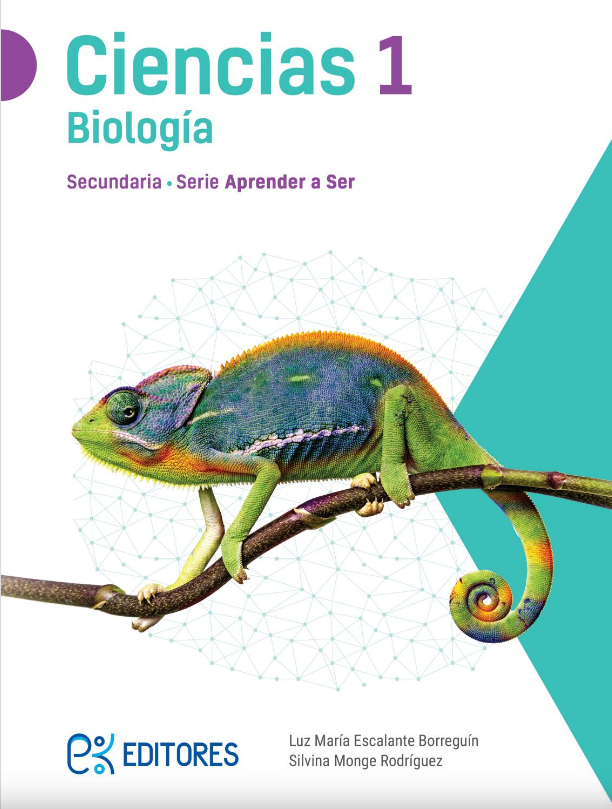 Ciencias 1
Biología
Secundaria • Serie Aprender a Ser
EDITORES
Luz María Escalante Borreguín
Silvina Monge Rodríguez